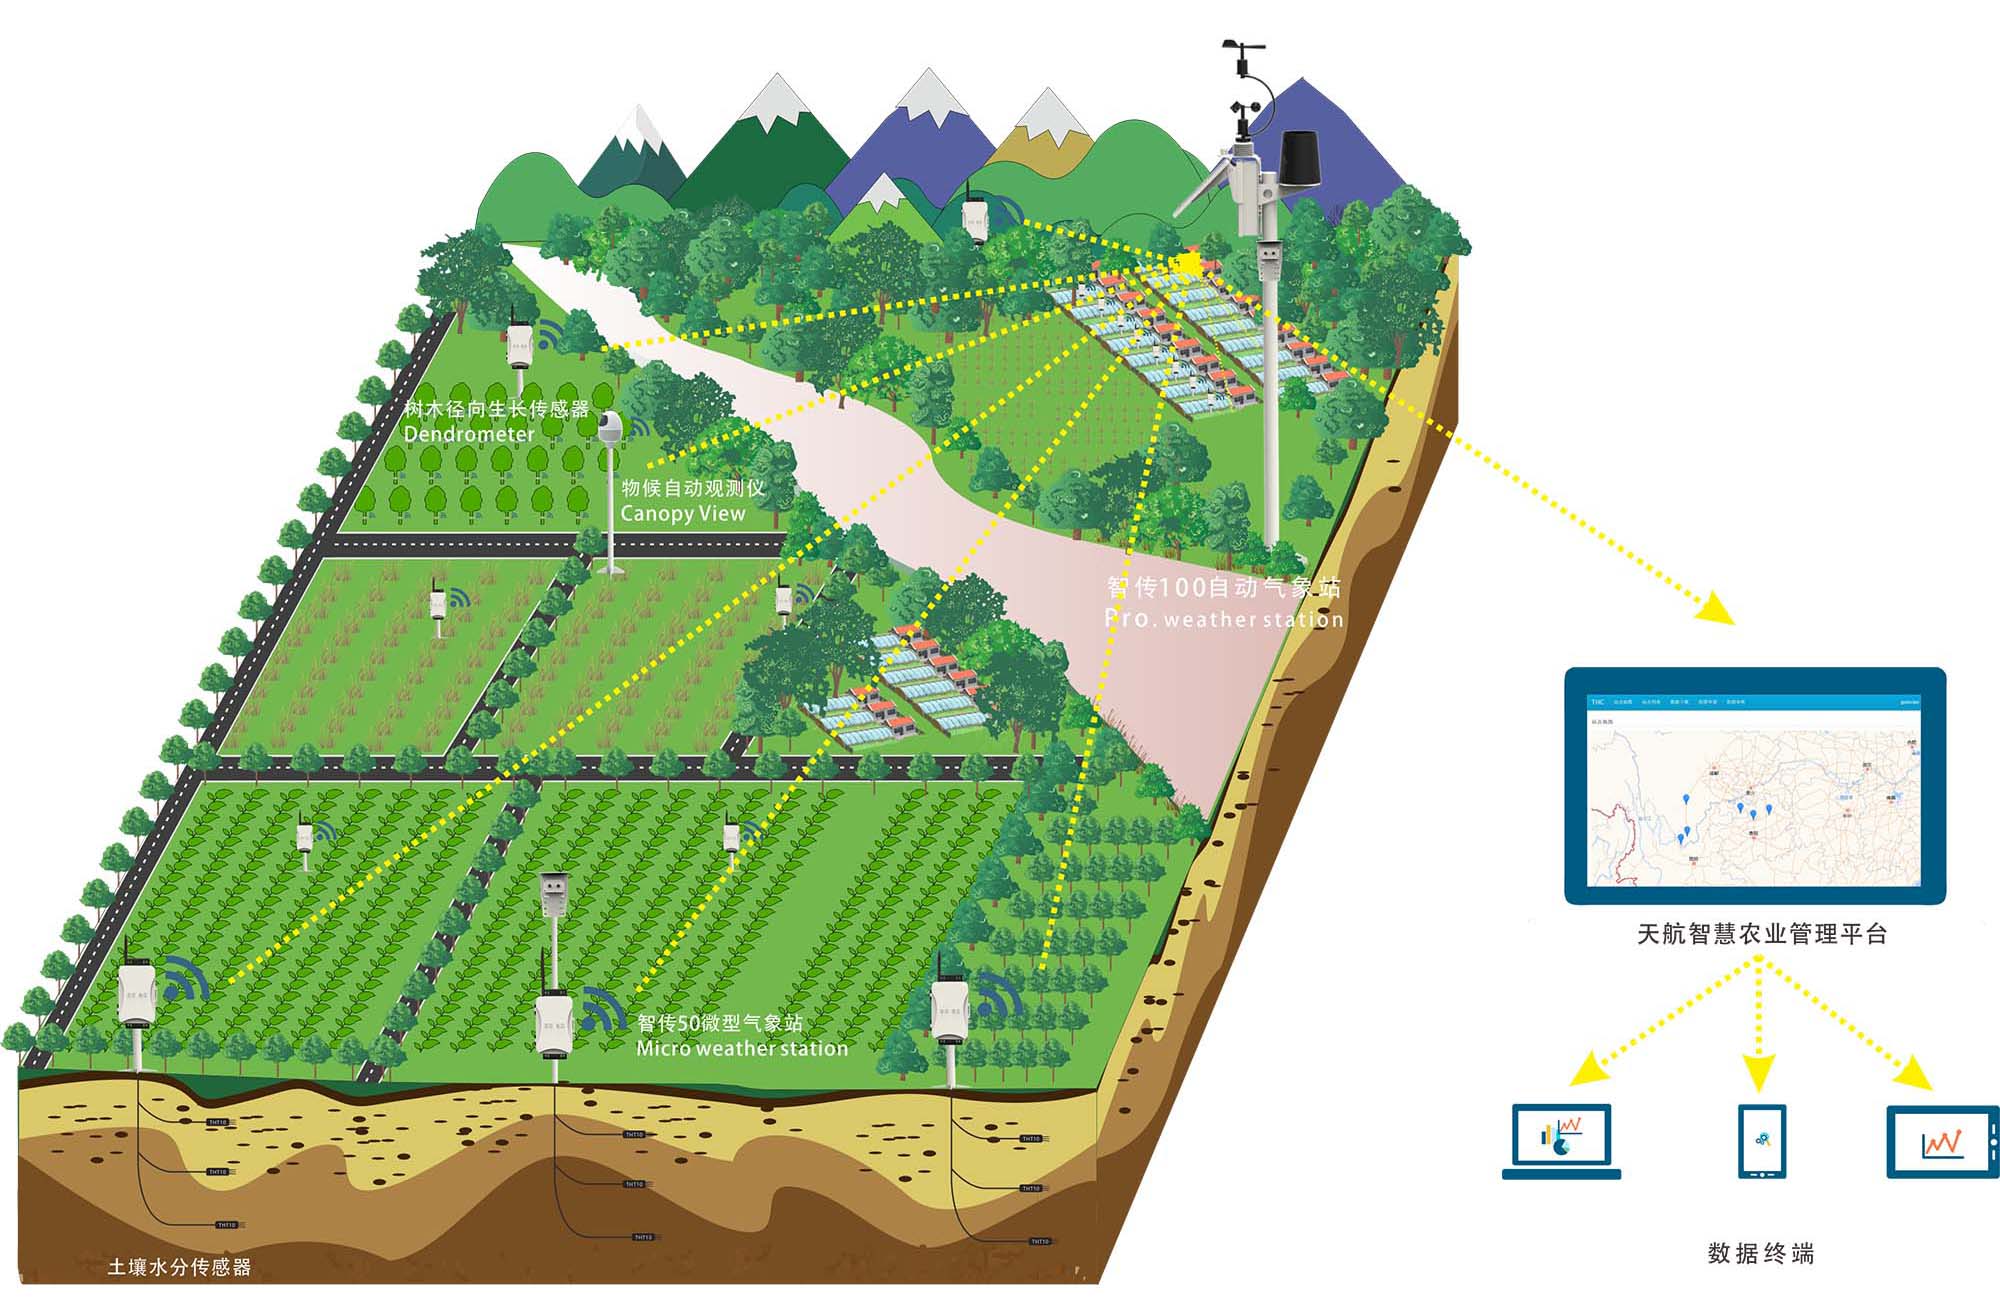 树木径向生长传感器
Dendrometer
物候自动观测仪
Canopy View
智传100自动气象站
Pro. weather station
THC
天航智慧农业管理平台
智传50微型气象站
Micro weather station
THT10
THT10
THT10
THT10
THT10
THT10
THT10
THT10
THT10
土壤水分传感器
数据终端